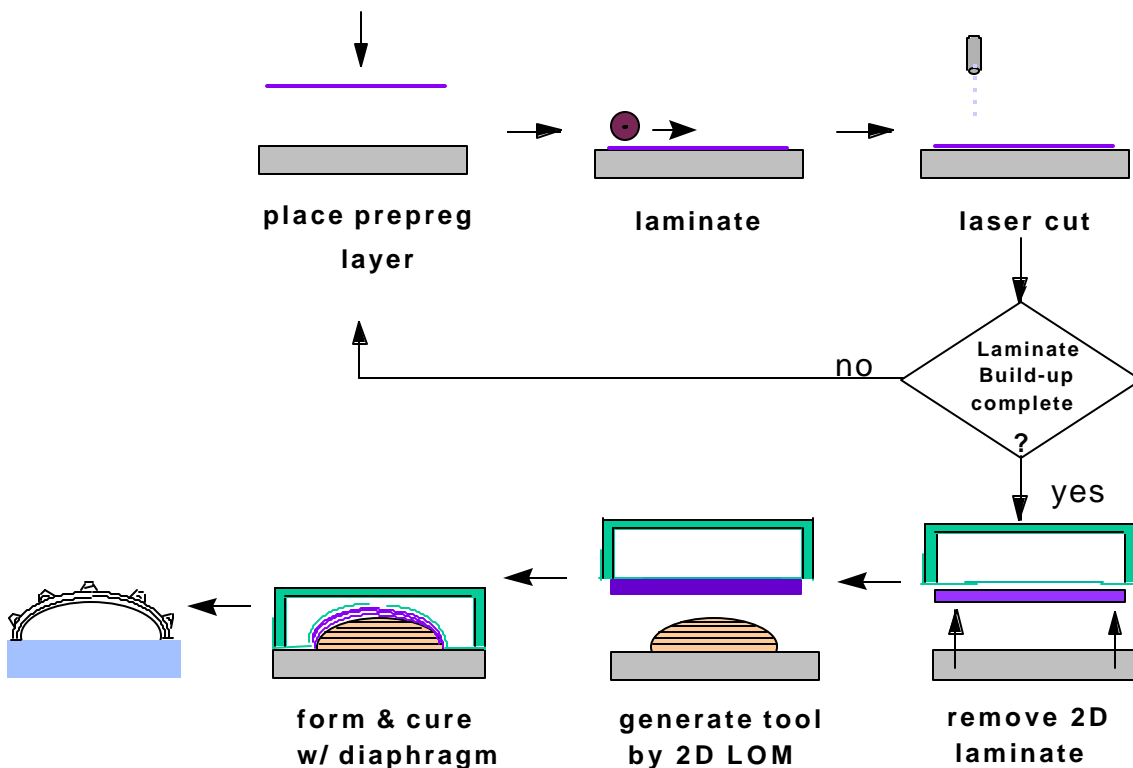 place prepreg
layer
laminate
laser cut
no
Laminate
Build-up
complete
?
yes
form & cure
w/ diaphragm
generate tool
by 2D LOM
remove 2D
laminate